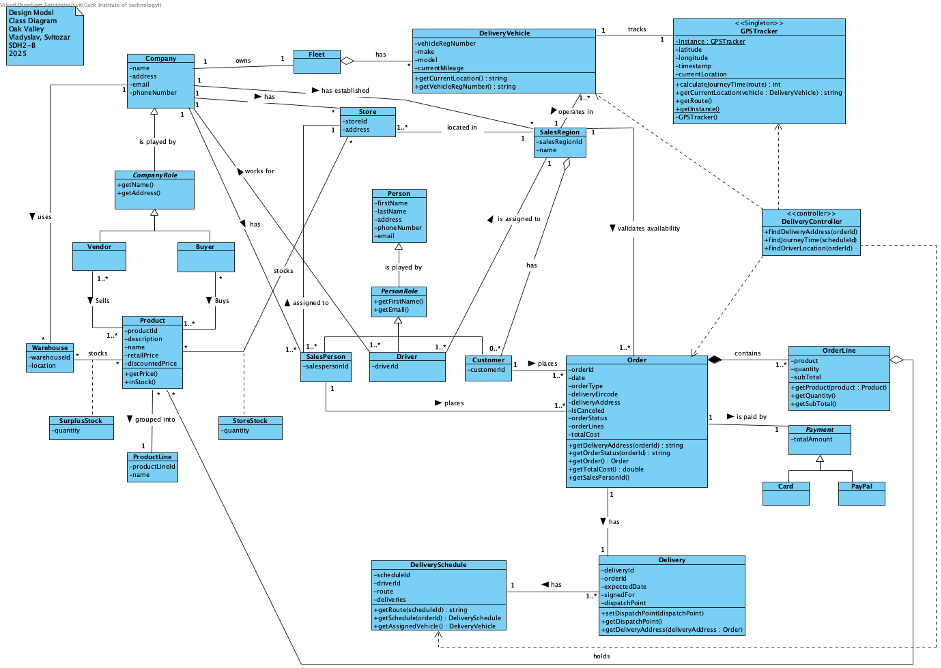 Design Model
Class Diagram
Oak Valley
Vladyslav, Svitozar
SDH2-B
2025
Company
-name
-address
-email
-phoneNumber
1
owns
1
Fleet
has
*
DeliveryVehicle
-vehicleRegNumber
-make
-model
-currentMileage
+getCurrentLocation() : string
+getVehicleRegNumber() : string
1
tracks
1
<<Singleton>>
GPSTracker
-instance : GPSTracker
-latitude
-longitude
-timestamp
-currentLocation
+calculateJourneyTime(route) : int
+getCurrentLocation(vehicle : DeliveryVehicle) : string
+getRoute()
+getInstance()
-GPSTracker()
1
has established
*
1
has
*
Store
-storeId
-address
1..*
located in
1
1..*
operates in
1
SalesRegion
-salesRegionId
-name
1
is played by
CompanyRole
+getName()
+getAddress()
Vendor
Buyer
1..*
Sells
1..*
*
Buys
1..*
1
uses
*
works for
has
1
1..*
Person
-firstName
-lastName
-address
-phoneNumber
-email
is played by
PersonRole
+getFirstName()
+getEmail()
is assigned to
has
1
0..*
validates availability
1..*
<<controller>>
DeliveryController
+findDeliveryAddress(orderId)
+findJourneyTime(scheduleId)
+findDriverLocation(orderId)
stocks
assigned to
1
1..*
Product
-productId
-description
-name
-retailPrice
-discountedPrice
+getPrice()
+inStock()
Warehouse
-warehouseId
-location
*
stocks
*
SurplusStock
-quantity
StoreStock
-quantity
*
grouped into
1
ProductLine
-productLineId
-name
SalesPerson
-salespersonId
Driver
-driverId
Customer
-customerId
1
places
1..*
1
places
1..*
Order
-orderId
-date
-orderType
-deliveryEircode
-deliveryAddress
-isCanceled
-orderStatus
-orderLines
-totalCost
+getDeliveryAddress(orderId) : string
+getOrderStatus(orderId) : string
+getOrder() : Order
+getTotalCost() : double
+getSalesPersonId()
contains
1..*
OrderLine
-product
-quantity
-subTotal
+getProduct(product : Product)
+getQuantity()
+getSubTotal()
1
is paid by
1
Payment
-totalAmount
Card
PayPal
1
has
1
Delivery
-deliveryId
-orderId
-expectedDate
-signedFor
-dispatchPoint
+setDispatchPoint(dispatchPoint)
+getDispatchPoint()
+getDeliveryAddress(deliveryAddress : Order)
1
has
1..*
DeliverySchedule
-scheduleId
-driverId
-route
-deliveries
+getRoute(scheduleId) : string
+getSchedule(orderId) : DeliverySchedule
+getAssignedVehicle() : DeliveryVehicle
holds